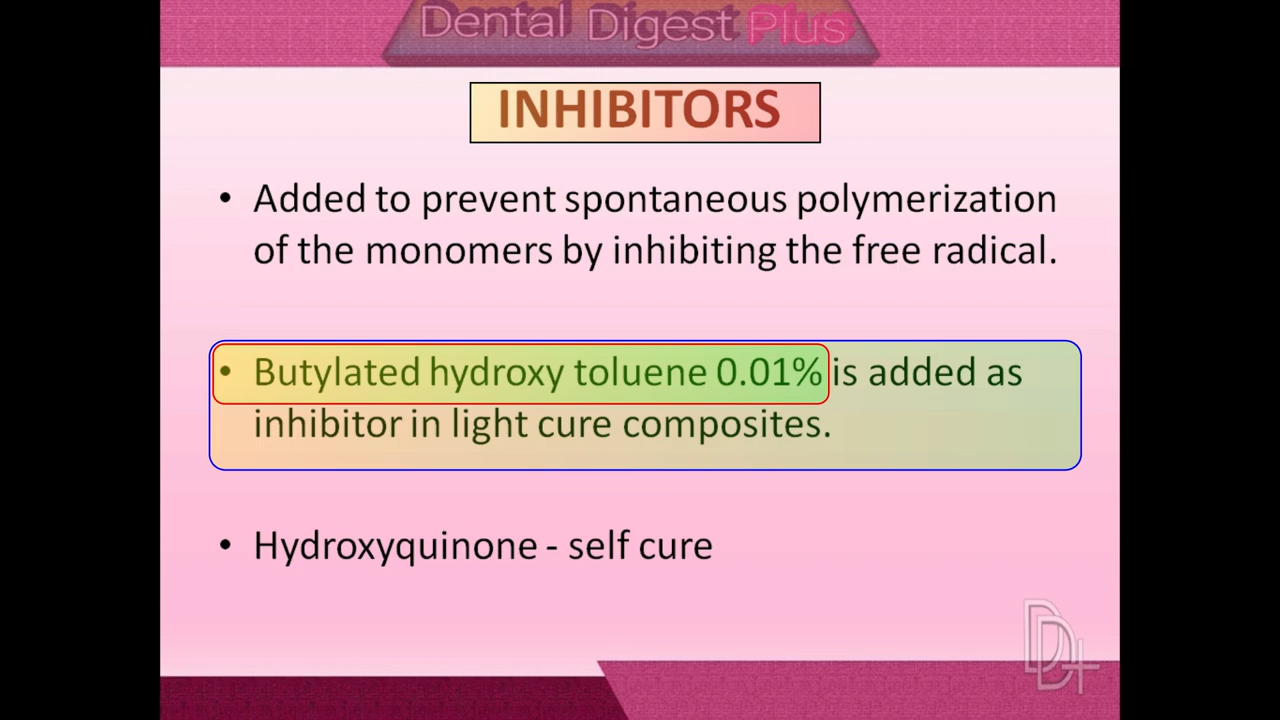 Dental Digest Plus
INHIBITORS
• Added to prevent spontaneous polymerization
of the monomers by inhibiting the free radical.
• Butylated hydroxy toluene 0.01% is added as
inhibitor in light cure composites.
• Hydroxyquinone - self cure
DD+